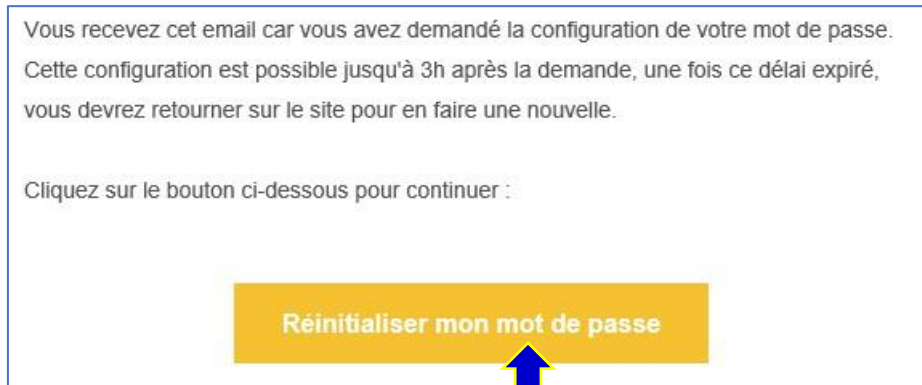 Vous recevez cet email car vous avez demandé la configuration de votre mot de passe.
Cette configuration est possible jusqu'à 3h après la demande, une fois ce délai expiré,
vous devrez retourner sur le site pour en faire une nouvelle.
Cliquez sur le bouton ci-dessous pour continuer :
Réinitialiser mon mot de passe